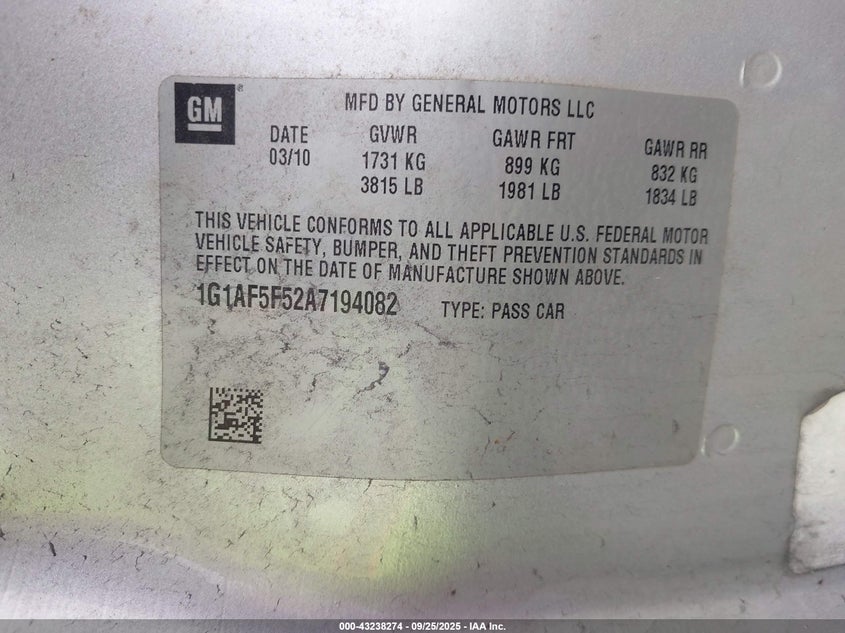 GM ®
MFD BY GENERAL MOTORS LLC
DATE GVWR GAWR FRT GAWR RR
03/10 1731 KG 899 KG 832 KG
3815 LB 1981 LB 1834 LB
THIS VEHICLE CONFORMS TO ALL APPLICABLE U.S. FEDERAL MOTOR
VEHICLE SAFETY, BUMPER, AND THEFT PREVENTION STANDARDS IN
EFFECT ON THE DATE OF MANUFACTURE SHOWN ABOVE.
1G1AF5F52A7194082 TYPE: PASS CAR
000-43238274 - 09/25/2025 - IAA Inc.